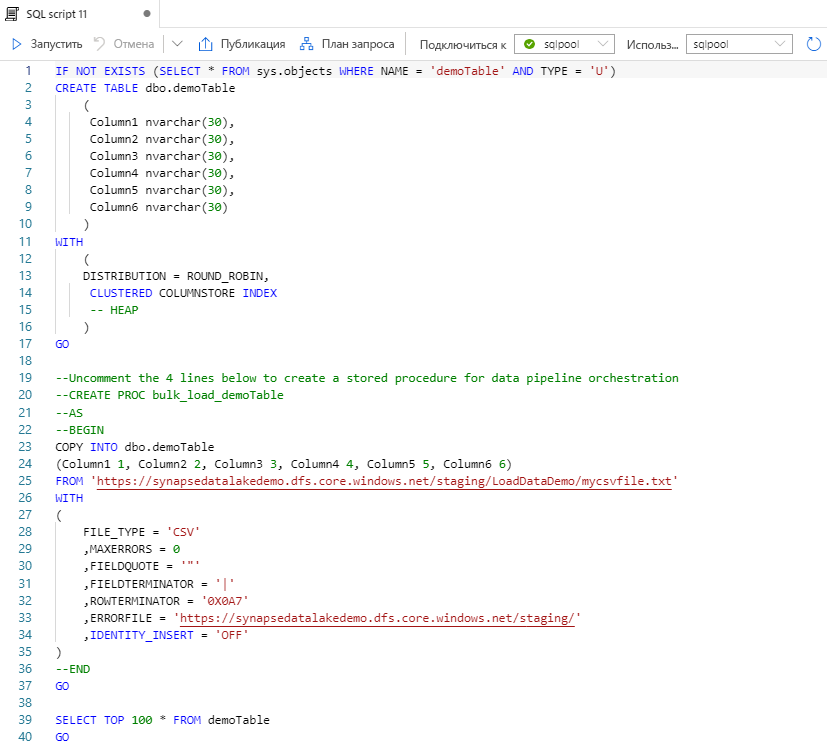 SQL script 11
Запустить Отмена Публикация План запроса Подключиться к sqlpool Использ... sqlpool
1 IF NOT EXISTS (SELECT * FROM sys.objects WHERE NAME = 'demoTable' AND TYPE = 'U')
2 CREATE TABLE dbo.demoTable
3 (
4 Column1 nvarchar(30),
5 Column2 nvarchar(30),
6 Column3 nvarchar(30),
7 Column4 nvarchar(30),
8 Column5 nvarchar(30),
9 Column6 nvarchar(30)
10 )
11 WITH
12 (
13 DISTRIBUTION = ROUND_ROBIN,
14 CLUSTERED COLUMNSTORE INDEX
15 -- HEAP
16 )
17 GO
18
19 --Uncomment the 4 lines below to create a stored procedure for data pipeline orchestration
20 --CREATE PROC bulk_load_demoTable
21 --AS
22 --BEGIN
23 COPY INTO dbo.demoTable
24 (Column1 1, Column2 2, Column3 3, Column4 4, Column5 5, Column6 6)
25 FROM 'https://synapsedatalakedemo.dfs.core.windows.net/staging/LoadDataDemo/mycsvfile.txt'
26 WITH
27 (
28 FILE_TYPE = 'CSV'
29 ,MAXERRORS = 0
30 ,FIELDQUOTE = '"'
31 ,FIELDTERMINATOR = '|'
32 ,ROWTERMINATOR = '0X0A7'
33 ,ERRORFILE = 'https://synapsedatalakedemo.dfs.core.windows.net/staging/'
34 ,IDENTITY_INSERT = 'OFF'
35 )
36 --END
37 GO
38
39 SELECT TOP 100 * FROM demoTable
40 GO